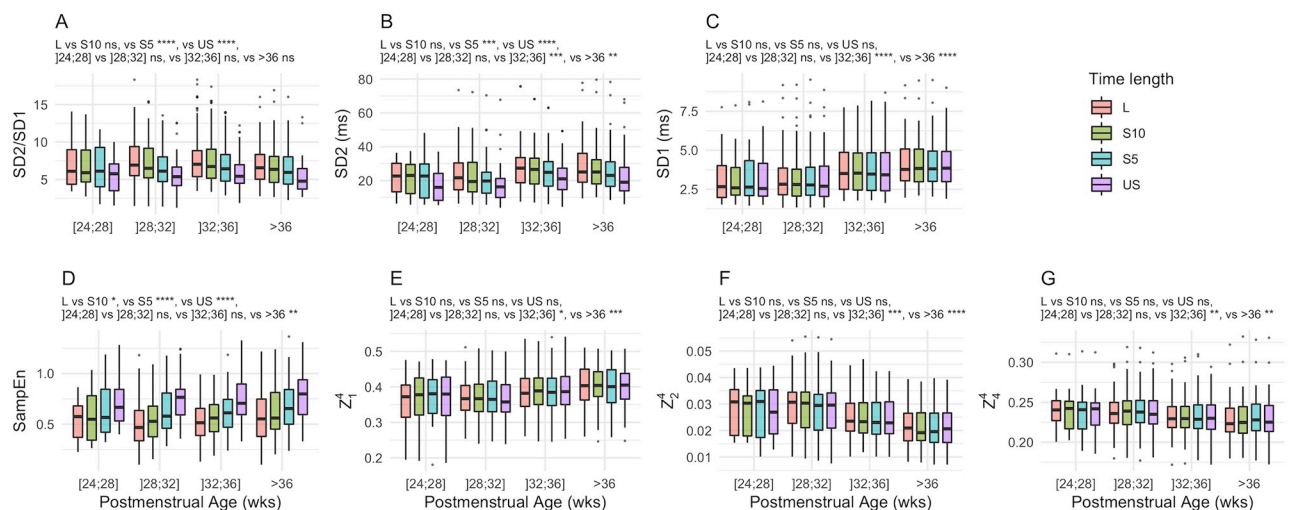 A
L vs S10 ns, vs S5 ****, vs US ****,
]24;28] vs ]28;32] ns, vs ]32;36] ns, vs >36 ns
SD2/SD1
15
10
5
[24;28]
]28;32]
]32;36]
>36
B
L vs S10 ns, vs S5 ***, vs US ****,
]24;28] vs ]28;32] ns, vs ]32;36] ***, vs >36 **
SD2 (ms)
80
60
40
20
[24;28]
]28;32]
]32;36]
>36
C
L vs S10 ns, vs S5 ns, vs US ns,
]24;28] vs ]28;32] ns, vs ]32;36] ****, vs >36 ****
SD1 (ms)
7.5
5.0
2.5
[24;28]
]28;32]
]32;36]
>36
Time length
L
S10
S5
US
D
L vs S10 *, vs S5 ****, vs US ****,
]24;28] vs ]28;32] ns, vs ]32;36] ns, vs >36 **
SampEn
1.0
0.5
[24;28]
]28;32]
]32;36]
>36
Postmenstrual Age (wks)
E
L vs S10 ns, vs S5 ns, vs US ns,
]24;28] vs ]28;32] ns, vs ]32;36] *, vs >36 ***
Z⁴₁
0.5
0.4
0.3
0.2
[24;28]
]28;32]
]32;36]
>36
Postmenstrual Age (wks)
F
L vs S10 ns, vs S5 ns, vs US ns,
]24;28] vs ]28;32] ns, vs ]32;36] ***, vs >36 ****
Z⁴₂
0.05
0.04
0.03
0.02
0.01
[24;28]
]28;32]
]32;36]
>36
Postmenstrual Age (wks)
G
L vs S10 ns, vs S5 ns, vs US ns,
]24;28] vs ]28;32] ns, vs ]32;36] **, vs >36 **
Z⁴₄
0.30
0.25
0.20
[24;28]
]28;32]
]32;36]
>36
Postmenstrual Age (wks)